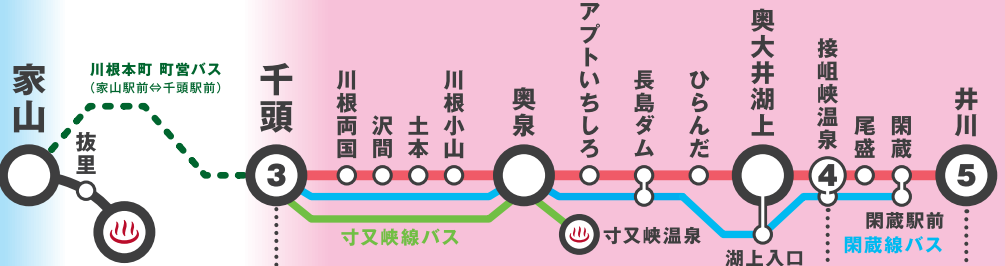 家山
川根本町 町営バス
(家山駅前⇔千頭駅前)
抜里
千頭
3
川根両国
沢間
土本
川根小山
奥泉
アプトいちしろ
長島ダム
ひらんだ
奥大井湖上
接岨峡温泉
4
尾盛
閑蔵
井川
5
寸又峡線バス
寸又峡温泉
湖上入口
閑蔵駅前
閑蔵線バス